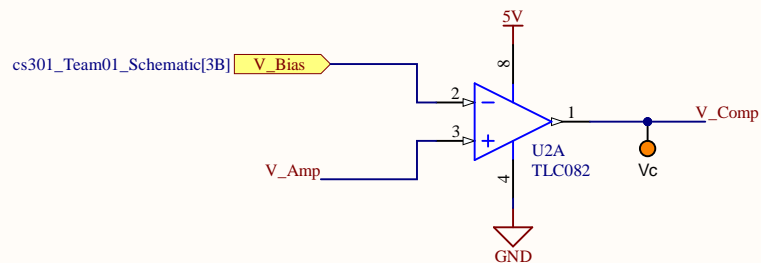 5V
cs301_Team01_Schematic[3B] V_Bias
8
2
1
V_Comp
3
U2A
TLC082
V_Amp
4
Vc
GND